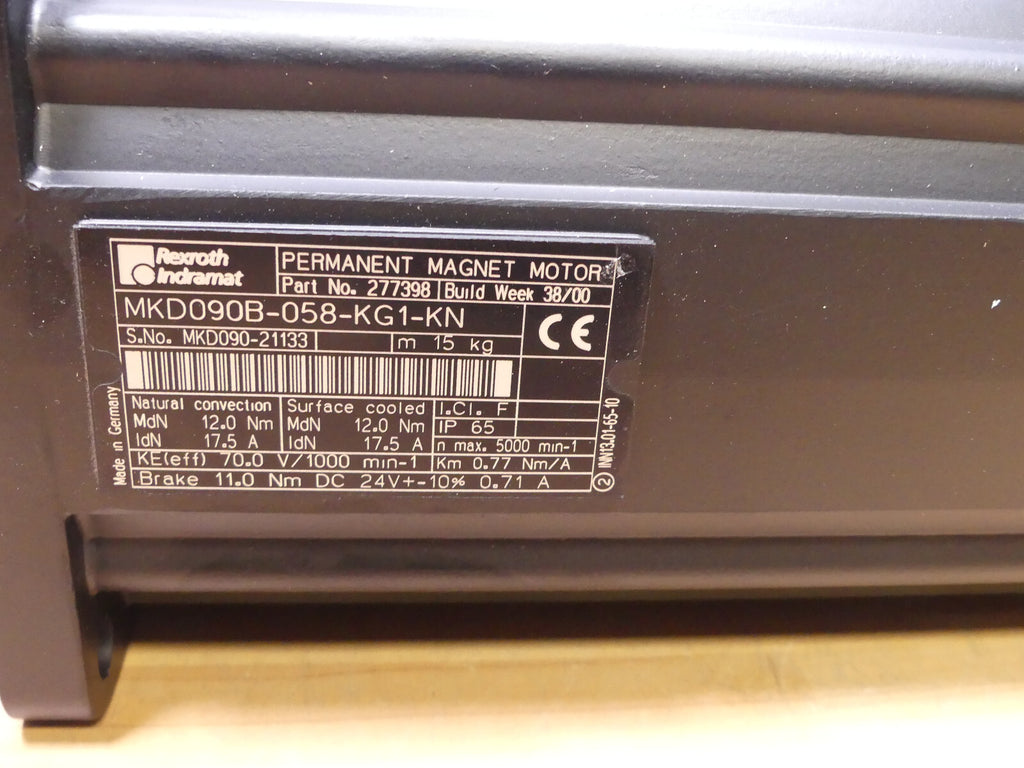 Rexroth
Indramat
PERMANENT MAGNET MOTOR
Part No. 277398 Build Week 38/00
MKD090B-058-KG1-KN
CE
S.No. MKD090-21133 m 15 kg
Natural convection Surface cooled I.Cl. F
MdN 12.0 Nm MdN 12.0 Nm IP 65
IdN 17.5 A IdN 17.5 A n max. 5000 min-1
KE(eff) 70.0 V/1000 min-1 Km 0.77 Nm/A
Brake 11.0 Nm DC 24V+-10% 0.71 A
Made in Germany
2 INW13.01-65-10